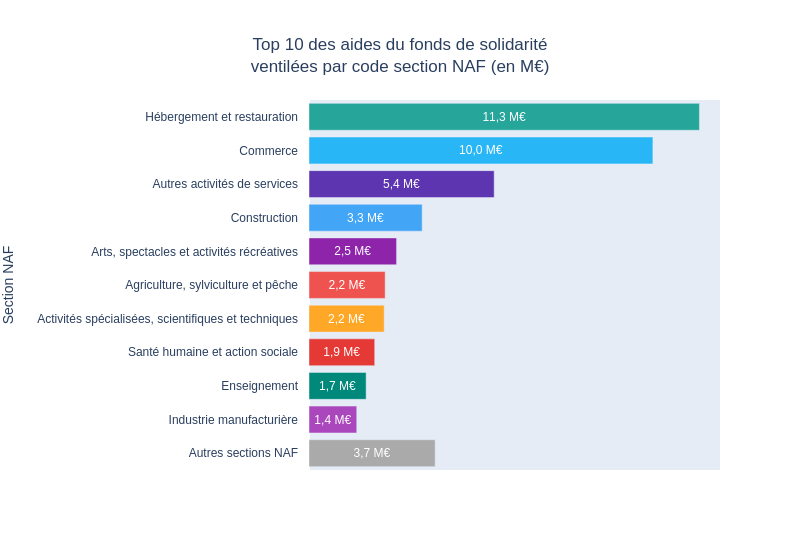 Top 10 des aides du fonds de solidarité
ventilées par code section NAF (en M€)
Section NAF
Hébergement et restauration 11,3 M€
Commerce 10,0 M€
Autres activités de services 5,4 M€
Construction 3,3 M€
Arts, spectacles et activités récréatives 2,5 M€
Agriculture, sylviculture et pêche 2,2 M€
Activités spécialisées, scientifiques et techniques 2,2 M€
Santé humaine et action sociale 1,9 M€
Enseignement 1,7 M€
Industrie manufacturière 1,4 M€
Autres sections NAF 3,7 M€